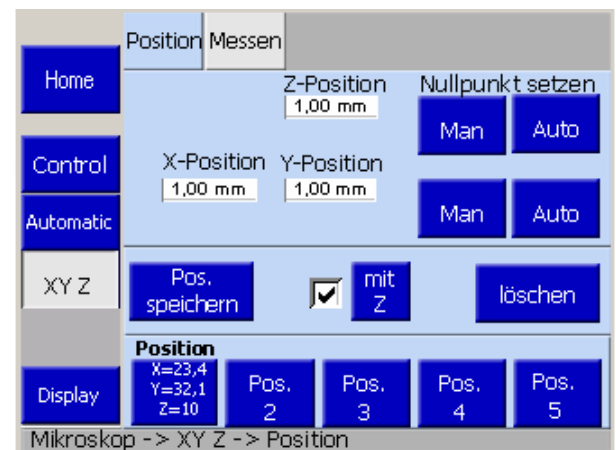 Position Messen
Home
Z-Position Nullpunkt setzen
1,00 mm
Man Auto
Control
X-Position Y-Position
1,00 mm 1,00 mm
Man Auto
Automatic
XY Z
Pos.
speichern
mit
Z
löschen
Position
X=23,4
Y=32,1
Z=10
Pos.
2
Pos.
3
Pos.
4
Pos.
5
Display
Mikroskop -> XY Z -> Position